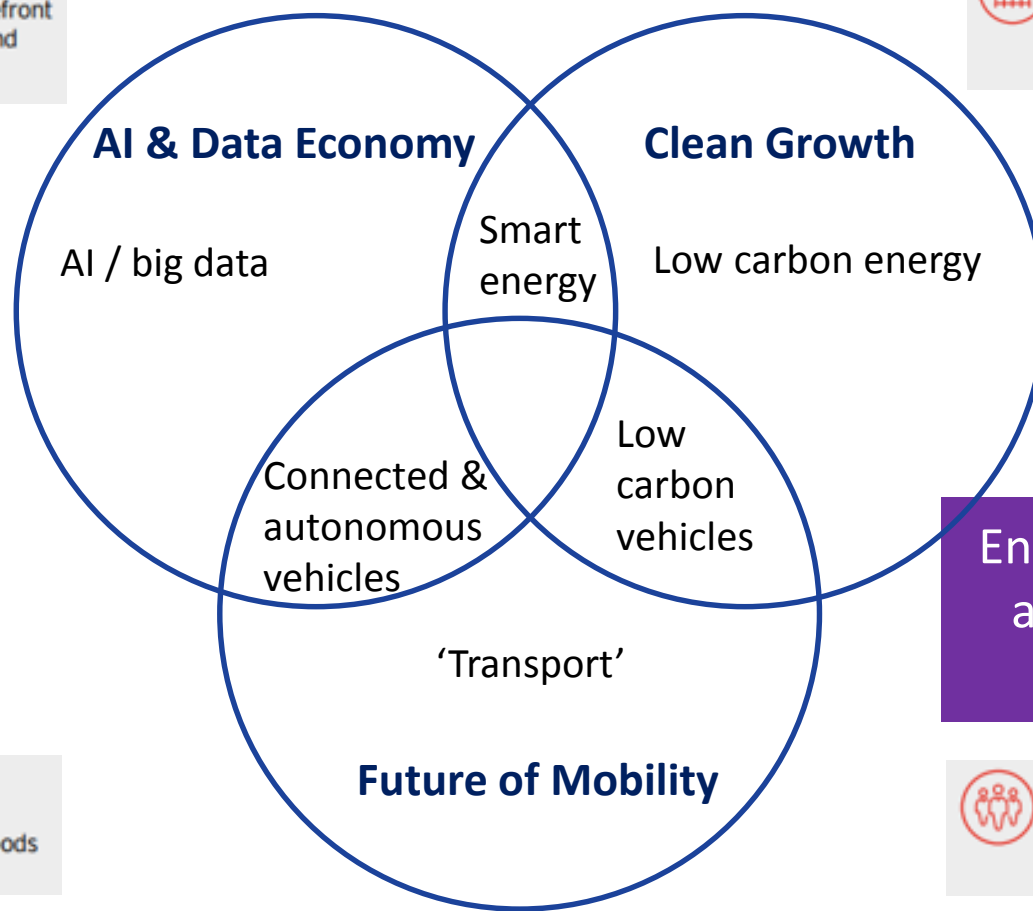 AI & Data Economy
Clean Growth
AI / big data
Smart
energy
Low carbon energy
Connected &
autonomous
vehicles
Low
carbon
vehicles
‘Transport’
Future of Mobility